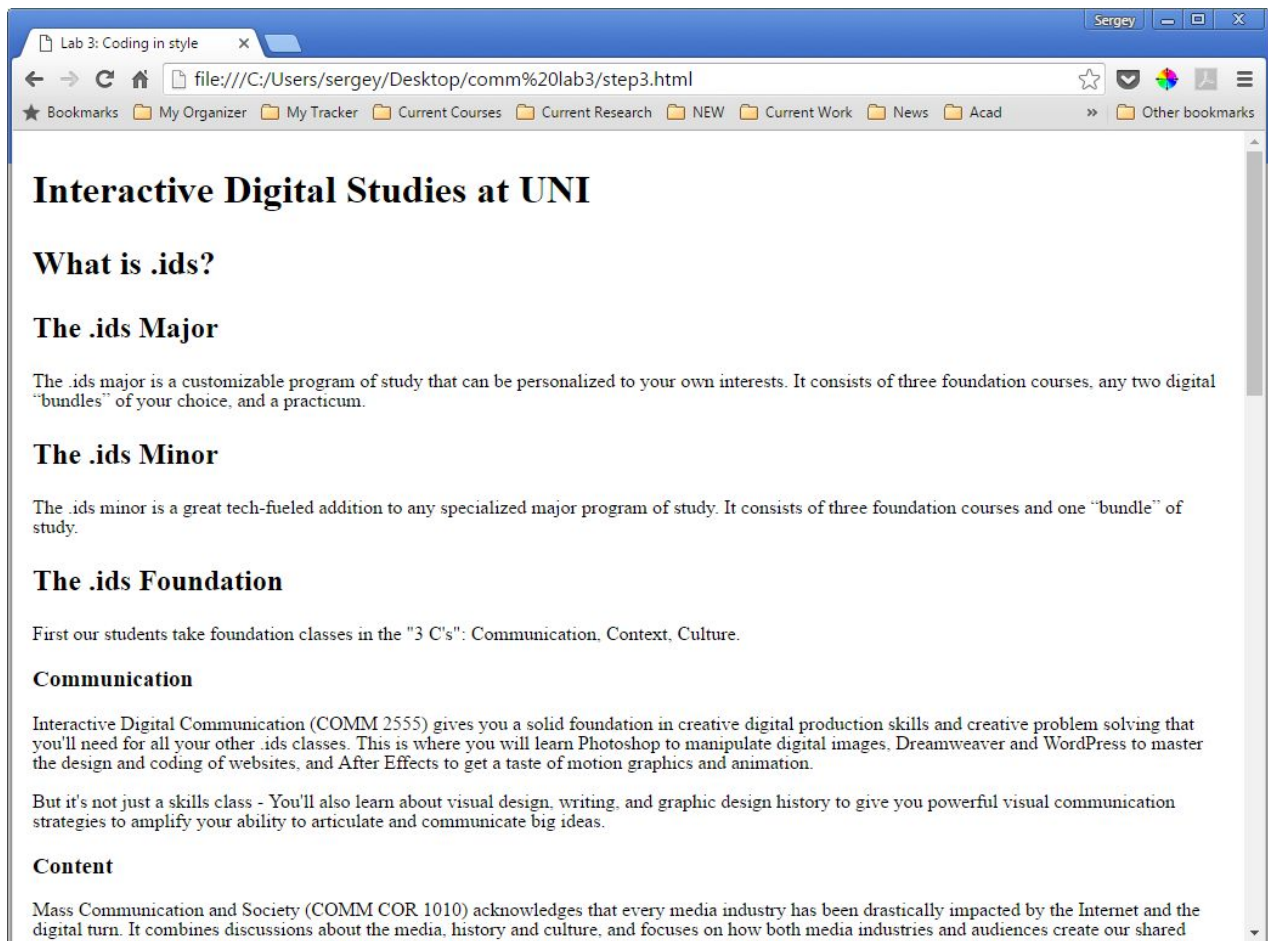 Sergey
Lab 3: Coding in style
file:///C:/Users/sergey/Desktop/comm%20lab3/step3.html
Bookmarks My Organizer My Tracker Current Courses Current Research NEW Current Work News Acad » Other bookmarks
Interactive Digital Studies at UNI
What is .ids?
The .ids Major
The .ids major is a customizable program of study that can be personalized to your own interests. It consists of three foundation courses, any two digital
“bundles” of your choice, and a practicum.
The .ids Minor
The .ids minor is a great tech-fueled addition to any specialized major program of study. It consists of three foundation courses and one “bundle” of
study.
The .ids Foundation
First our students take foundation classes in the "3 C's": Communication, Context, Culture.
Communication
Interactive Digital Communication (COMM 2555) gives you a solid foundation in creative digital production skills and creative problem solving that
you'll need for all your other .ids classes. This is where you will learn Photoshop to manipulate digital images, Dreamweaver and WordPress to master
the design and coding of websites, and After Effects to get a taste of motion graphics and animation.
But it's not just a skills class - You'll also learn about visual design, writing, and graphic design history to give you powerful visual communication
strategies to amplify your ability to articulate and communicate big ideas.
Content
Mass Communication and Society (COMM COR 1010) acknowledges that every media industry has been drastically impacted by the Internet and the
digital turn. It combines discussions about the media, history and culture, and focuses on how both media industries and audiences create our shared